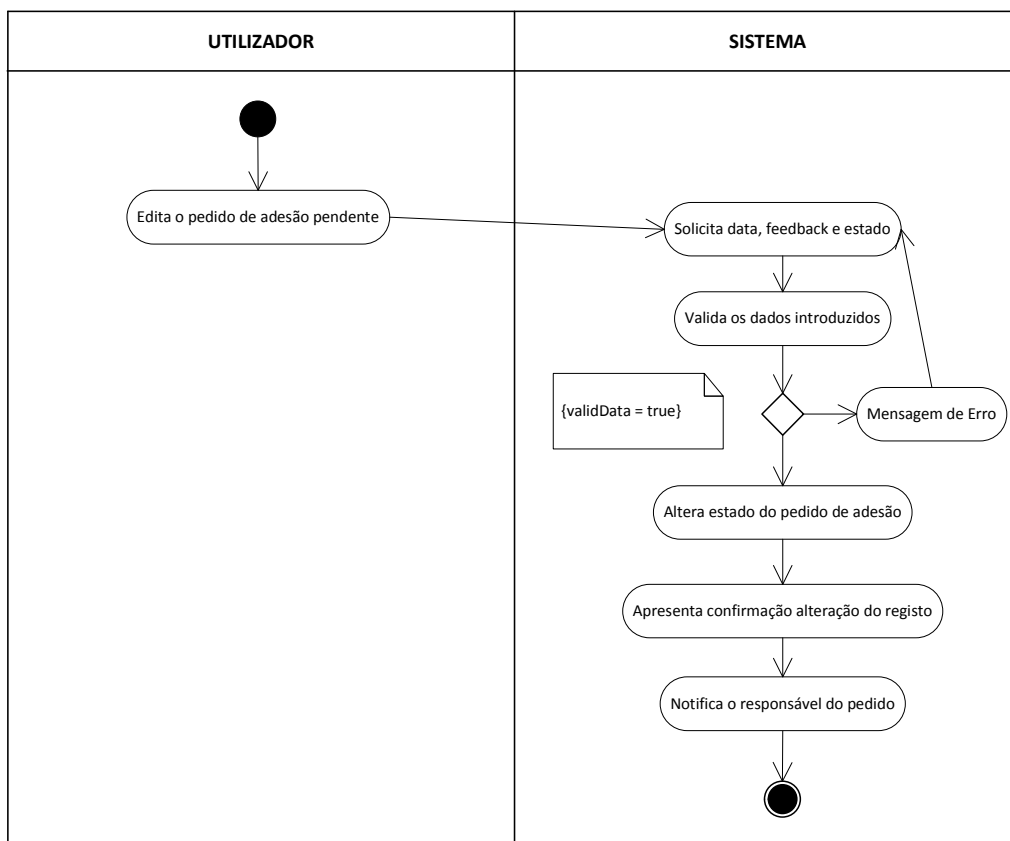 UTILIZADOR
SISTEMA
Edita o pedido de adesão pendente
Solicita data, feedback e estado
Valida os dados introduzidos
{validData = true}
Mensagem de Erro
Altera estado do pedido de adesão
Apresenta confirmação alteração do registo
Notifica o responsável do pedido